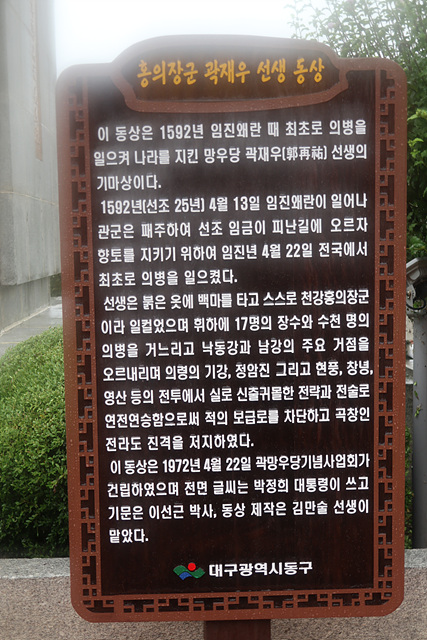 홍의장군 곽재우 선생 동상
이 동상은 1592년 임진왜란 때 최초로 의병을
일으켜 나라를 지킨 망우당 곽재우(郭再祐) 선생의
기마상이다.
1592년(선조 25년) 4월 13일 임진왜란이 일어나
관군은 패주하여 선조 임금이 피난길에 오르자
향토를 지키기 위하여 임진년 4월 22일 전국에서
최초로 의병을 일으켰다.
선생은 붉은 옷에 백마를 타고 스스로 천강홍의장군
이라 일컬었으며 휘하에 17명의 장수와 수천 명의
의병을 거느리고 낙동강과 남강의 주요 거점을
오르내리며 의령의 기강, 정암진 그리고 현풍, 창녕,
영산 등의 전투에서 실로 신출귀몰한 전략과 전술로
연전연승함으로써 적의 보급로를 차단하고 곡창인
전라도 진격을 저지하였다.
이 동상은 1972년 4월 22일 곽망우당기념사업회가
건립하였으며 전면 글씨는 박정희 대통령이 쓰고
기문은 이선근 박사, 동상 제작은 김만술 선생이
맡았다.
대구광역시동구